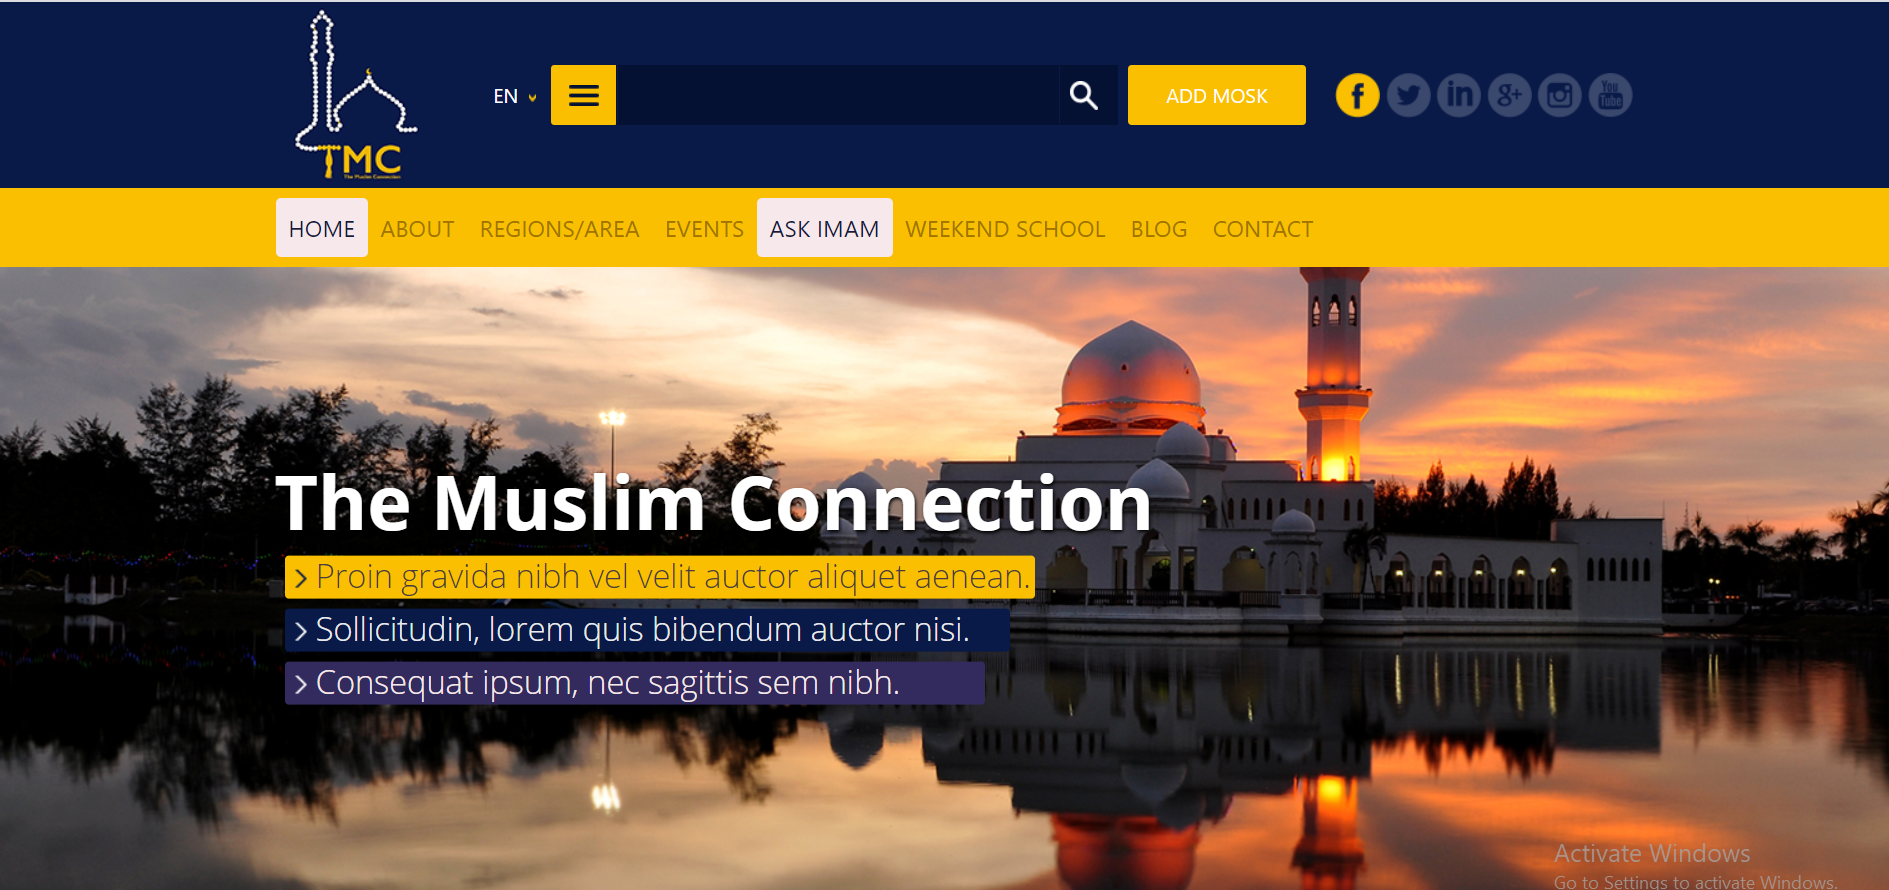 TMC
The Muslim Connection
EN
ADD MOSK
You
Tube
HOME ABOUT REGIONS/AREA EVENTS ASK IMAM WEEKEND SCHOOL BLOG CONTACT
The Muslim Connection
Proin gravida nibh vel velit auctor aliquet aenean.
Sollicitudin, lorem quis bibendum auctor nisi.
Consequat ipsum, nec sagittis sem nibh.
Activate Windows
Go to Settings to activate Windows.